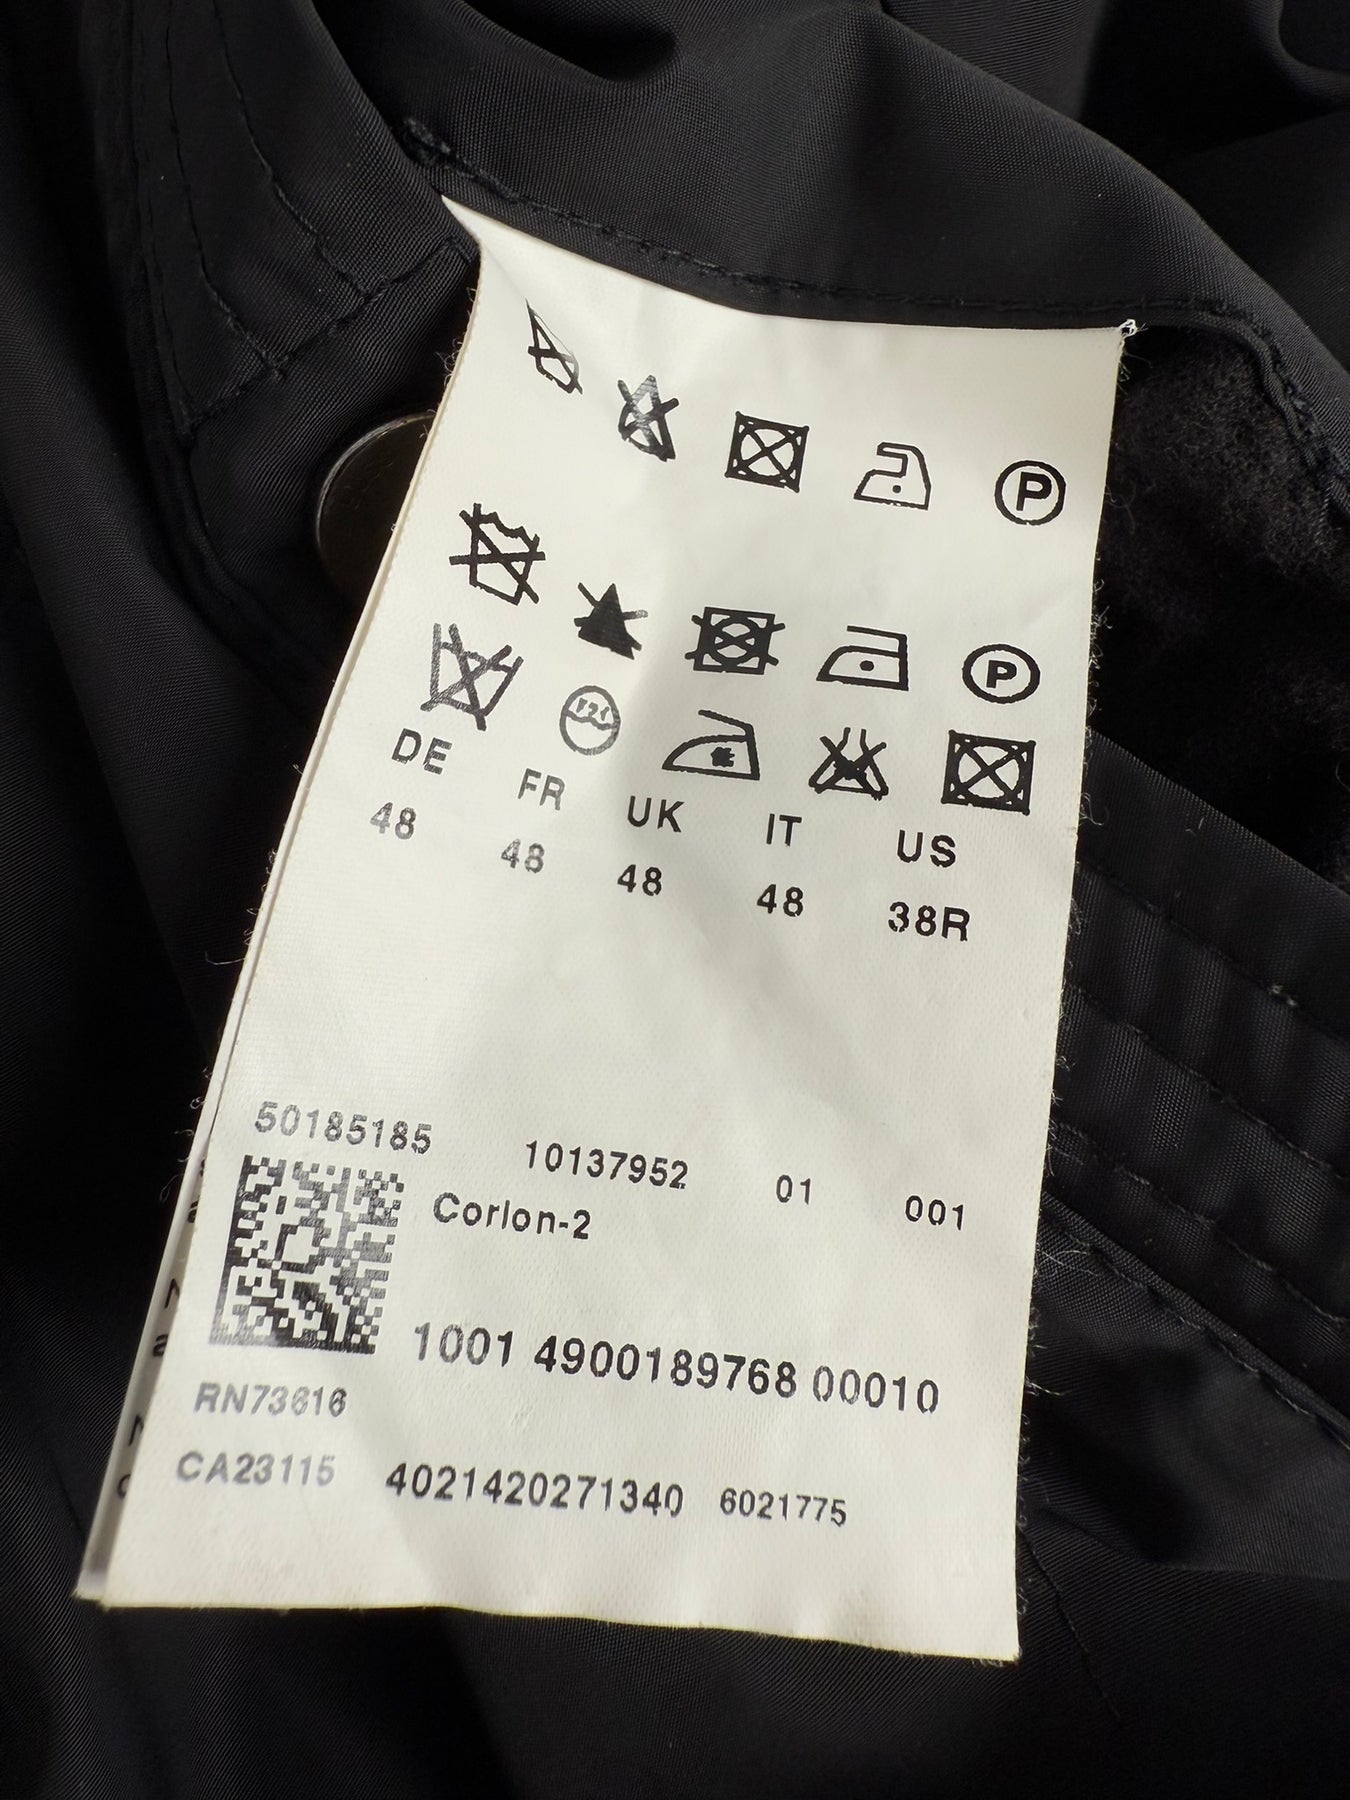 P
P
DE FR UK IT US
48 48 48 48 38R
50185185 10137952 01 001
Corlon-2
1001 4900189768 00010
RN73616
CA23115 4021420271340 6021775